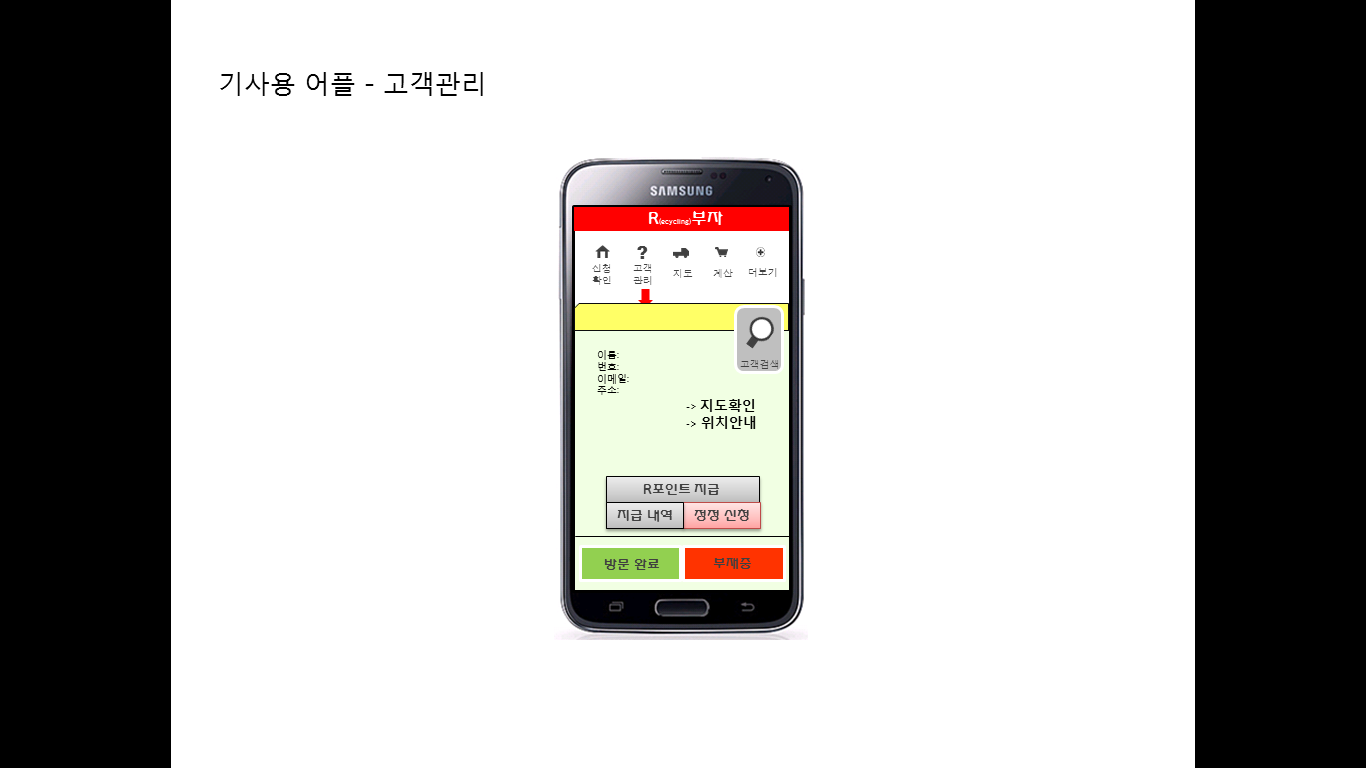 기사용 어플 - 고객관리
SAMSUNG
R(ecycling)부자
신청 확인
고객 관리
지도
계산
더보기
고객검색
이름:
번호:
이메일:
주소:
-> 지도확인
-> 위치안내
R포인트 지급
지급 내역
정정 신청
방문 완료
부재중